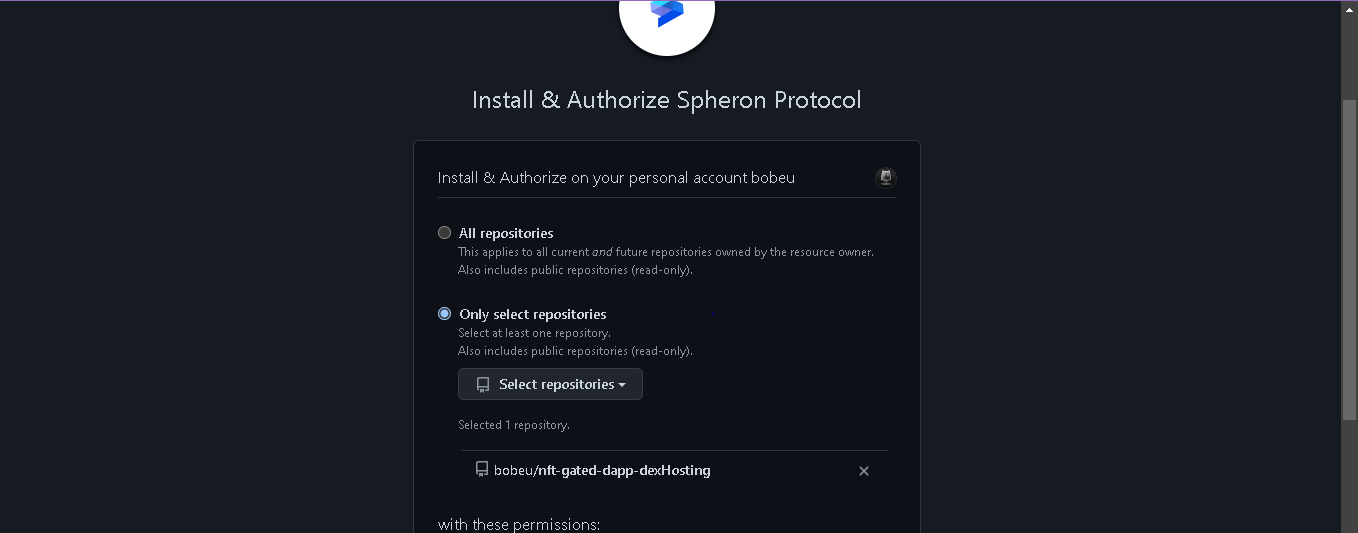 Install & Authorize Spheron Protocol
Install & Authorize on your personal account bobeu
All repositories
This applies to all current and future repositories owned by the resource owner.
Also includes public repositories (read-only).
Only select repositories
Select at least one repository.
Also includes public repositories (read-only).
Select repositories
Selected 1 repository.
bobeu/nft-gated-dapp-dexHosting
with these permissions: